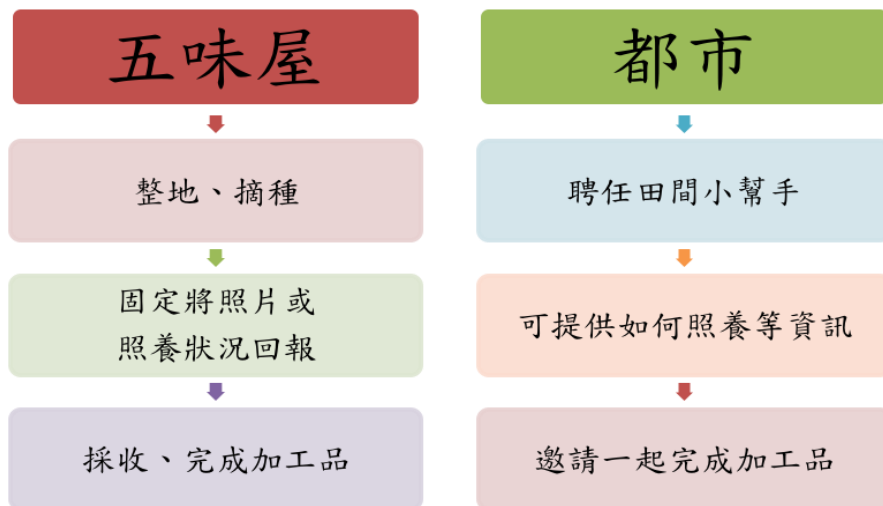 五味屋
整地、摘種
固定將照片或
照養狀況回報
採收、完成加工品
都市
聘任田間小幫手
可提供如何照養等資訊
邀請一起完成加工品